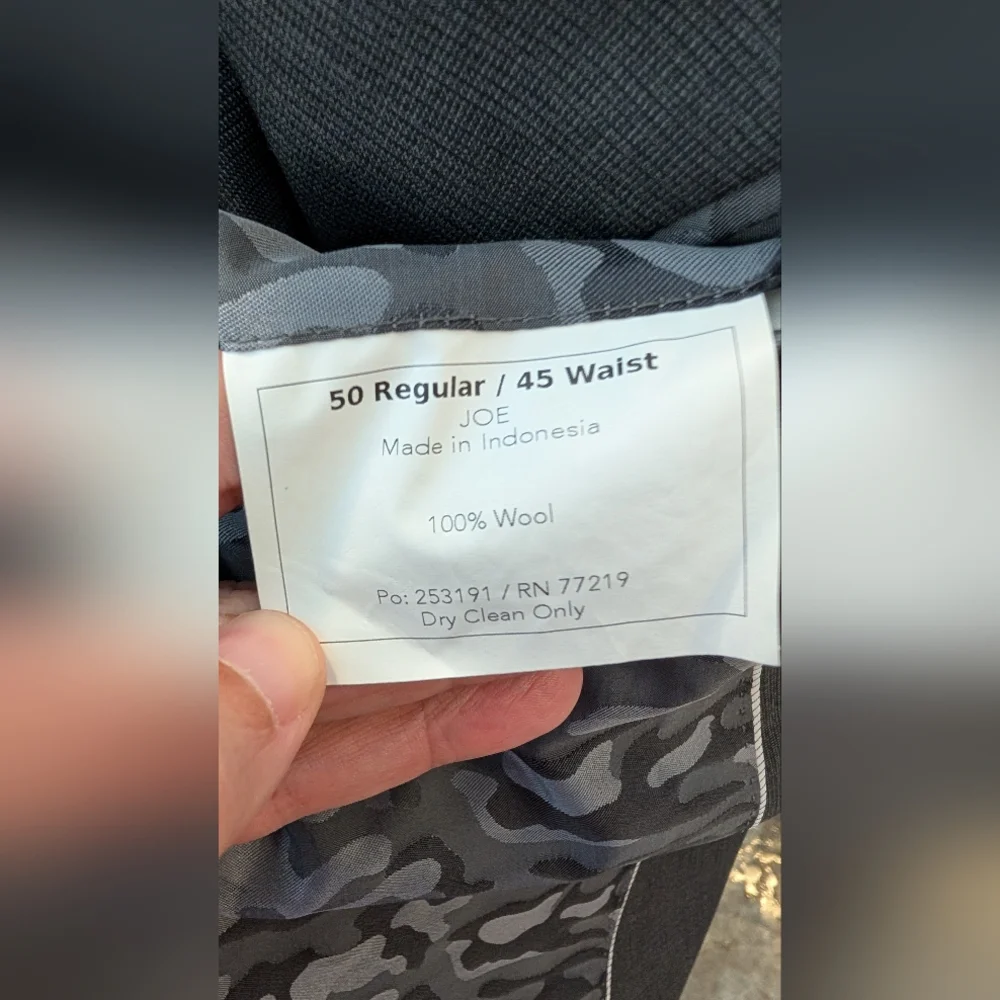 50 Regular / 45 Waist
JOE
Made in Indonesia
100% Wool
Po: 253191 / RN 77219
Dry Clean Only